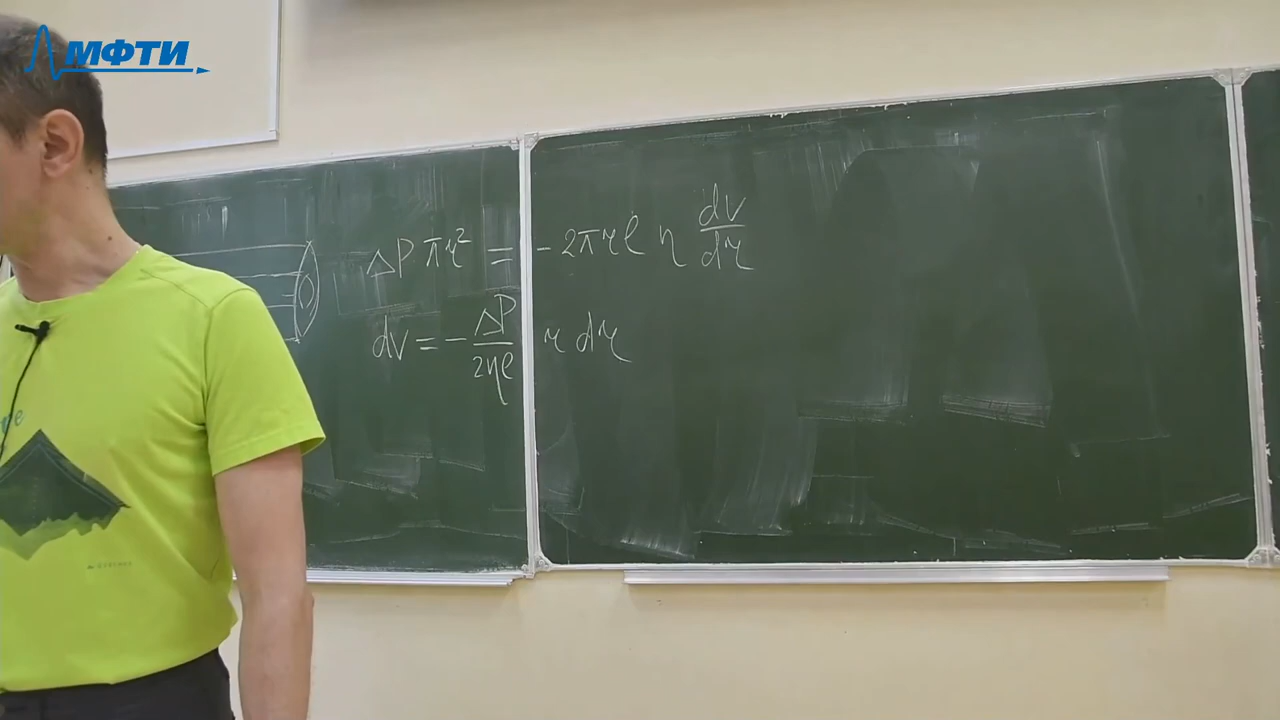 МФТИ
ΔP πr² = -2πrl η dv/dr
dv = - ΔP/2ηl r dr